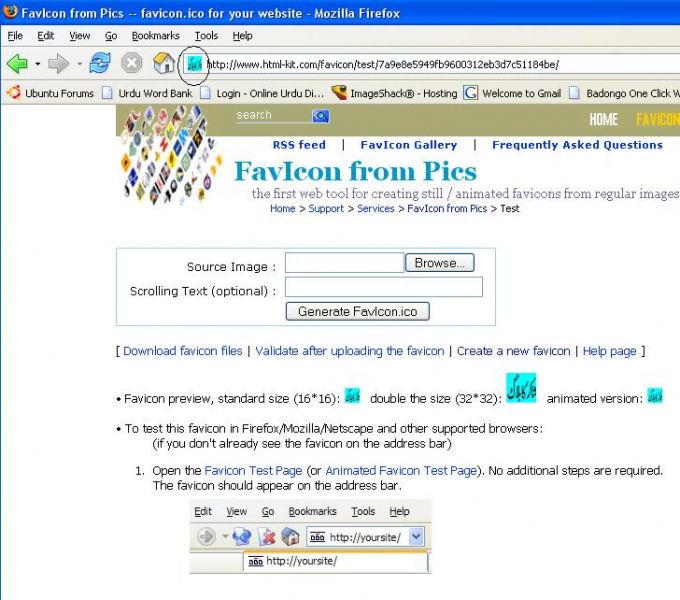 FavIcon from Pics -- favicon.ico for your website - Mozilla Firefox
File Edit View Go Bookmarks Tools Help
http://www.html-kit.com/favicon/test/7a9e8e5949fb9600312eb3d7c51184be/
Ubuntu Forums Urdu Word Bank Login - Online Urdu Di... ImageShack® - Hosting Welcome to Gmail Badongo One Click W
search HOME FAVICON
RSS feed | FavIcon Gallery | Frequently Asked Questions
FavIcon from Pics
the first web tool for creating still / animated favicons from regular images
Home > Support > Services > FavIcon from Pics > Test
Source Image : Browse...
Scrolling Text (optional) :
Generate FavIcon.ico
[ Download favicon files | Validate after uploading the favicon | Create a new favicon | Help page ]
• Favicon preview, standard size (16*16): double the size (32*32): شاکر کا بلاگ animated version:
• To test this favicon in Firefox/Mozilla/Netscape and other supported browsers:
(if you don't already see the favicon on the address bar)
1. Open the Favicon Test Page (or Animated Favicon Test Page). No additional steps are required.
The favicon should appear on the address bar.
Edit View Go Bookmarks Tools Help
http://yoursite/
http://yoursite/